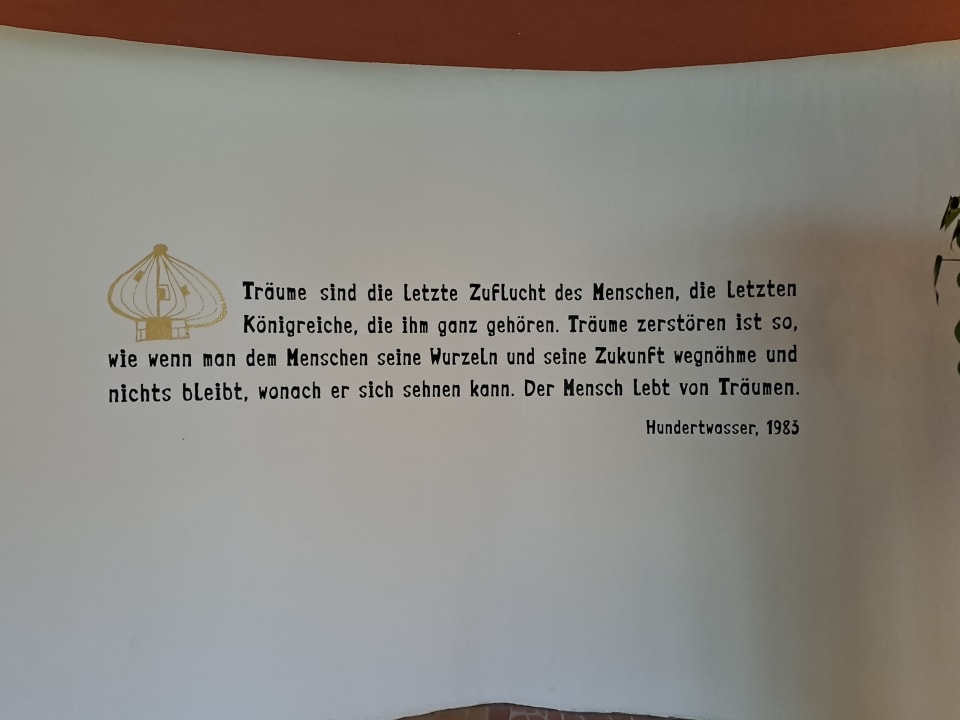 Träume sind die letzte Zuflucht des Menschen, die letzten
Königreiche, die ihm ganz gehören. Träume zerstören ist so,
wie wenn man dem Menschen seine Wurzeln und seine Zukunft wegnähme und
nichts bleibt, wonach er sich sehnen kann. Der Mensch lebt von Träumen.
Hundertwasser, 1983